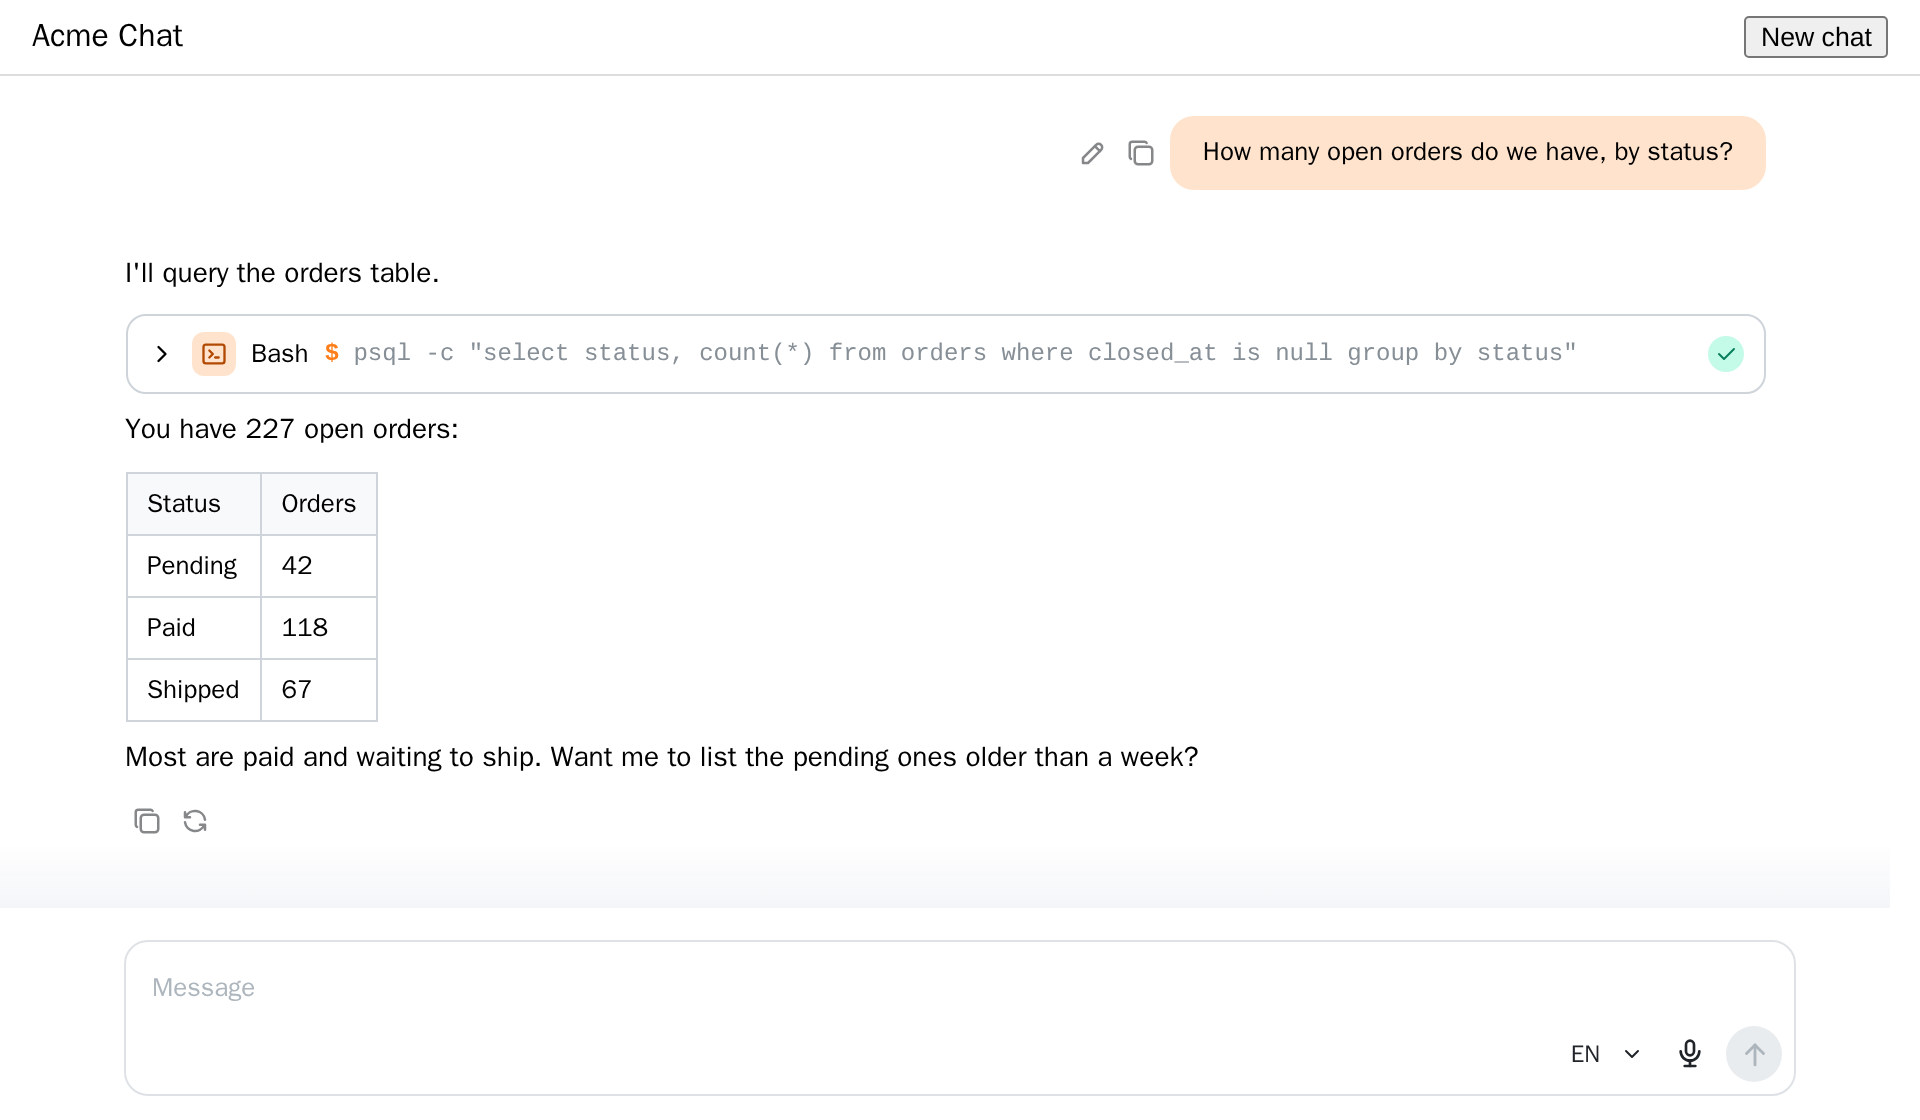 Acme Chat
New chat
How many open orders do we have, by status?
I'll query the orders table.
Bash $ psql -c "select status, count(*) from orders where closed_at is null group by status"
You have 227 open orders:
Status Orders
Pending 42
Paid 118
Shipped 67
Most are paid and waiting to ship. Want me to list the pending ones older than a week?
Message
EN